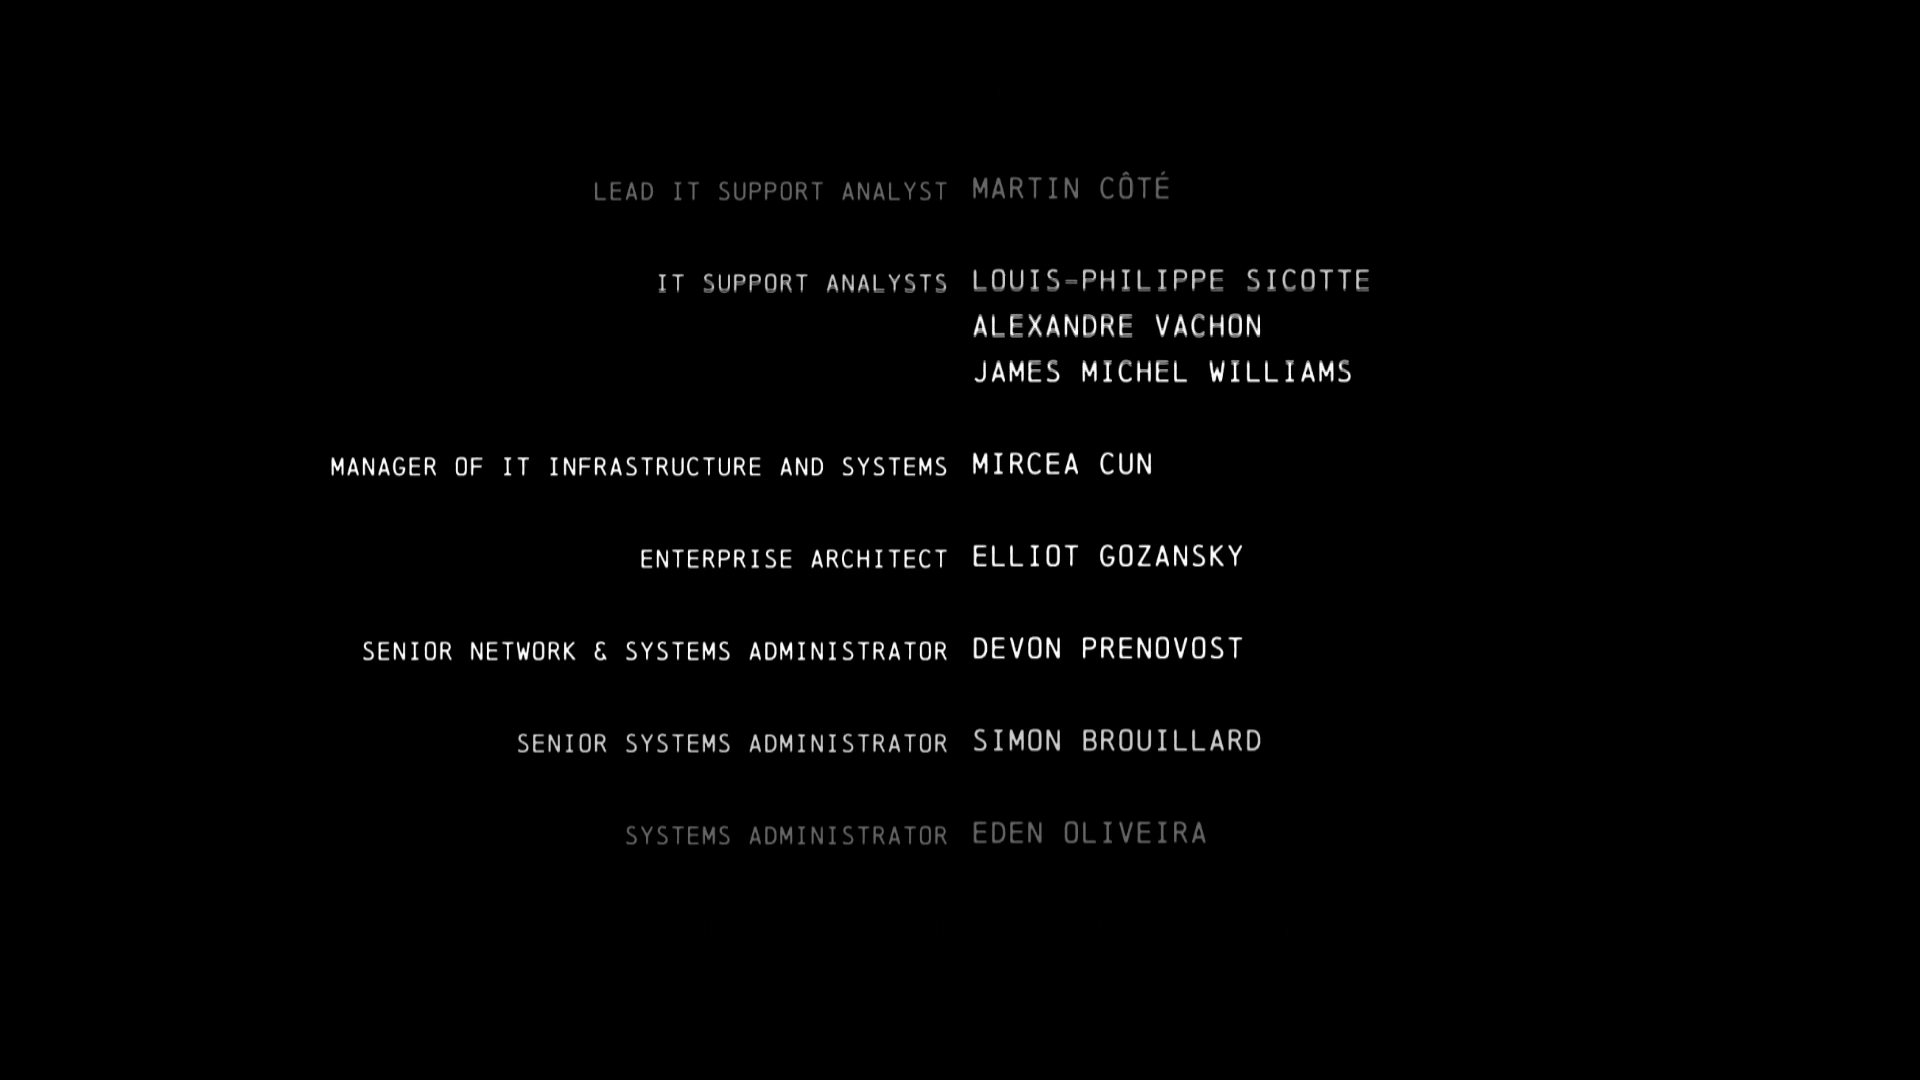 LEAD IT SUPPORT ANALYST MARTIN CÔTÉ
IT SUPPORT ANALYSTS LOUIS-PHILIPPE SICOTTE
ALEXANDRE VACHON
JAMES MICHEL WILLIAMS
MANAGER OF IT INFRASTRUCTURE AND SYSTEMS MIRCEA CUN
ENTERPRISE ARCHITECT ELLIOT GOZANSKY
SENIOR NETWORK & SYSTEMS ADMINISTRATOR DEVON PRENOVOST
SENIOR SYSTEMS ADMINISTRATOR SIMON BROUILLARD
SYSTEMS ADMINISTRATOR EDEN OLIVEIRA